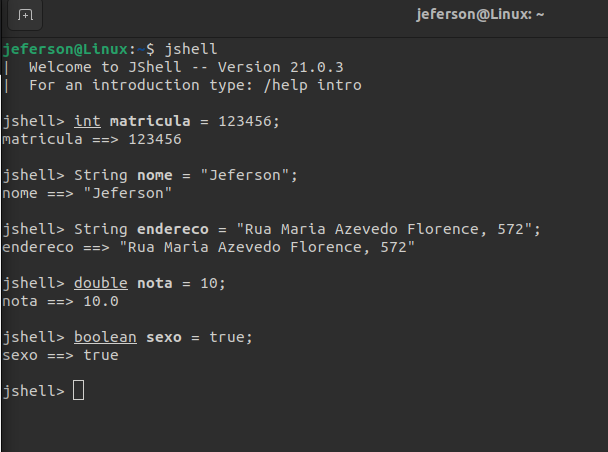 jeferson@Linux: ~
jeferson@Linux:~$ jshell
|  Welcome to JShell -- Version 21.0.3
|  For an introduction type: /help intro
jshell> int matricula = 123456;
matricula ==> 123456
jshell> String nome = "Jeferson";
nome ==> "Jeferson"
jshell> String endereco = "Rua Maria Azevedo Florence, 572";
endereco ==> "Rua Maria Azevedo Florence, 572"
jshell> double nota = 10;
nota ==> 10.0
jshell> boolean sexo = true;
sexo ==> true
jshell>